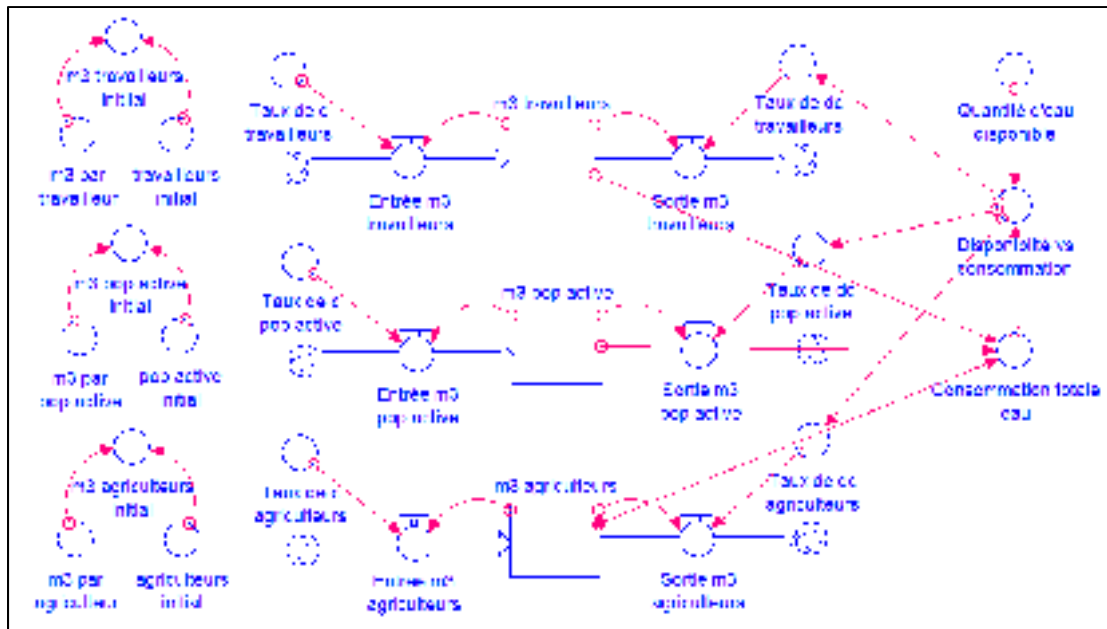 m3 travailleurs
initial
m3 par
travailleur
travailleurs
initial
Taux de c
travailleurs
m3 travailleurs
Taux de dc
travailleurs
Quantité d'eau
disponible
Entrée m3
travailleurs
Sortie m3
travailleurs
Disponibilite vs
consommation
m3 pop active
initial
m3 par
pop active
pop active
initial
Taux de c
pop active
m3 pop active
Taux de dc
pop active
Entrée m3
pop active
Sortie m3
pop active
Consommation totale
eau
m3 agriculteurs
initial
m3 par
agriculteur
agriculteurs
initial
Taux de c
agriculteurs
m3 agriculteurs
Taux de dc
agriculteurs
Entrée m3
agriculteurs
Sortie m3
agriculteurs